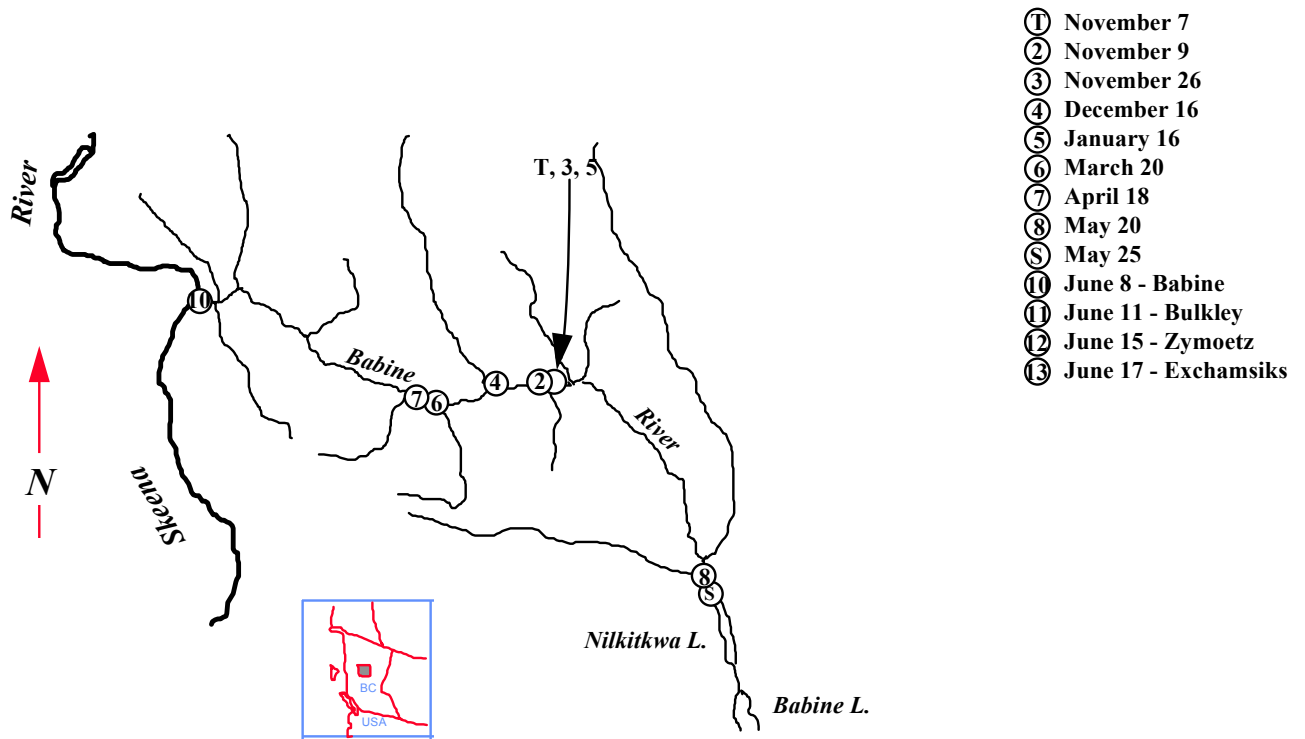 T November 7
2 November 9
3 November 26
4 December 16
5 January 16
6 March 20
7 April 18
8 May 20
S May 25
10 June 8 - Babine
11 June 11 - Bulkley
12 June 15 - Zymoetz
13 June 17 - Exchamsiks
River
T, 3, 5
10
Babine
7
6
4
2
River
N
Skeena
8
S
Nilkitkwa L.
BC
USA
Babine L.